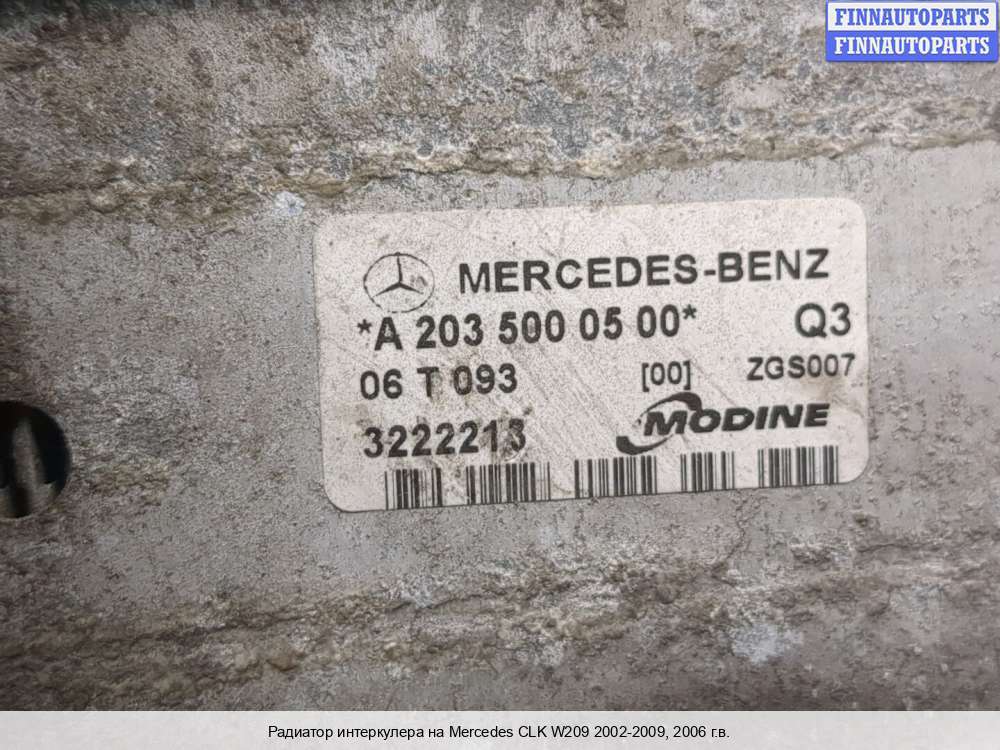 FINNAUTOPARTS
FINNAUTOPARTS
MERCEDES-BENZ
*A 203 500 05 00* Q3
06 T 093 [00] ZGS007
3222213 MODINE
Радиатор интеркулера на Mercedes CLK W209 2002-2009, 2006 г.в.